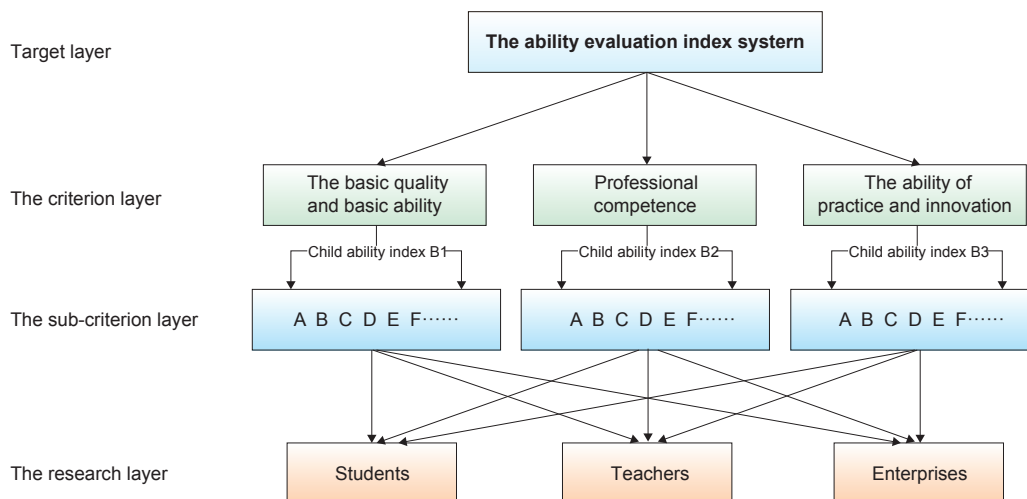 Target layer
The ability evaluation index systern
The criterion layer
The basic quality
and basic ability
Professional
competence
The ability of
practice and innovation
Child ability index B1
Child ability index B2
Child ability index B3
The sub-criterion layer
A B C D E F······
A B C D E F······
A B C D E F······
The research layer
Students
Teachers
Enterprises